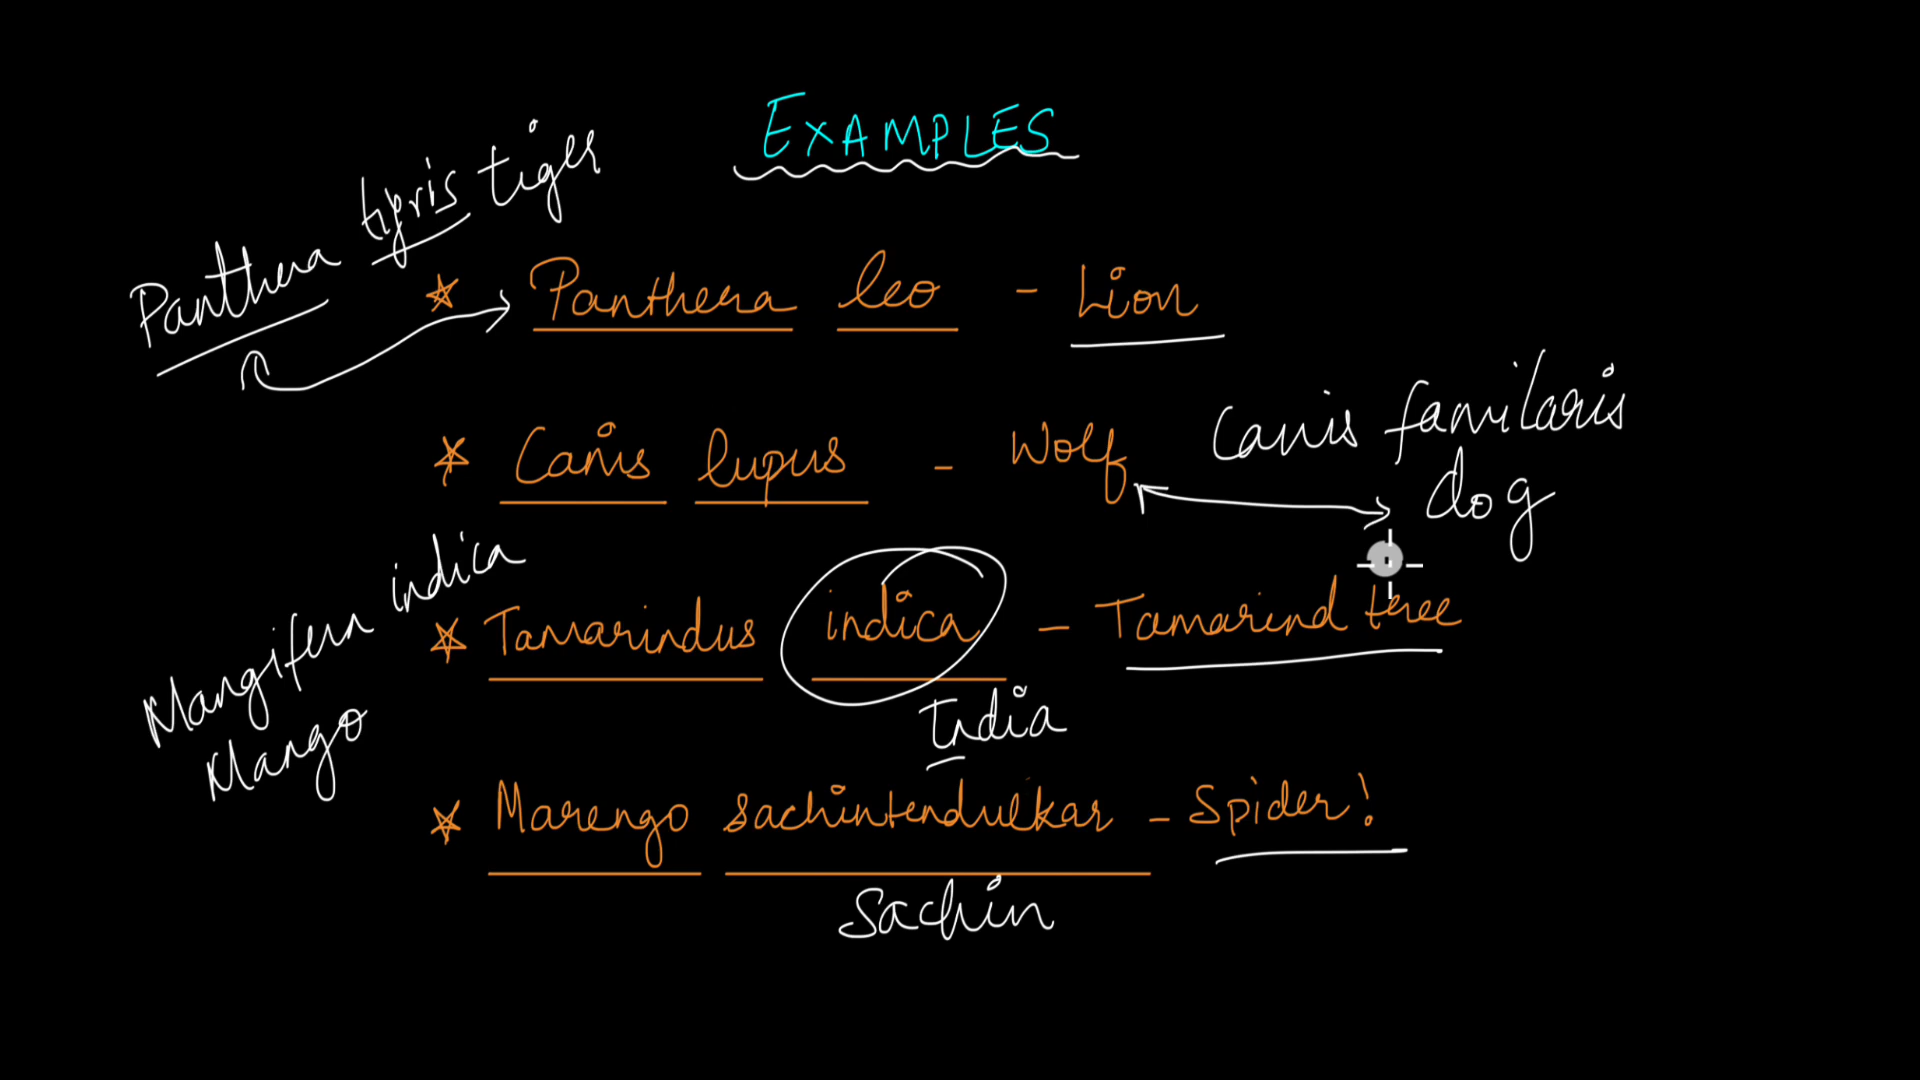 EXAMPLES
Panthera tigris tiger
* Panthera leo - Lion
Canis familaris
dog
* Canis lupus - Wolf
Mangifera indica
Mango
* Tamarindus indica - Tamarind tree
India
* Marengo sachintendulkar - Spider!
Sachin